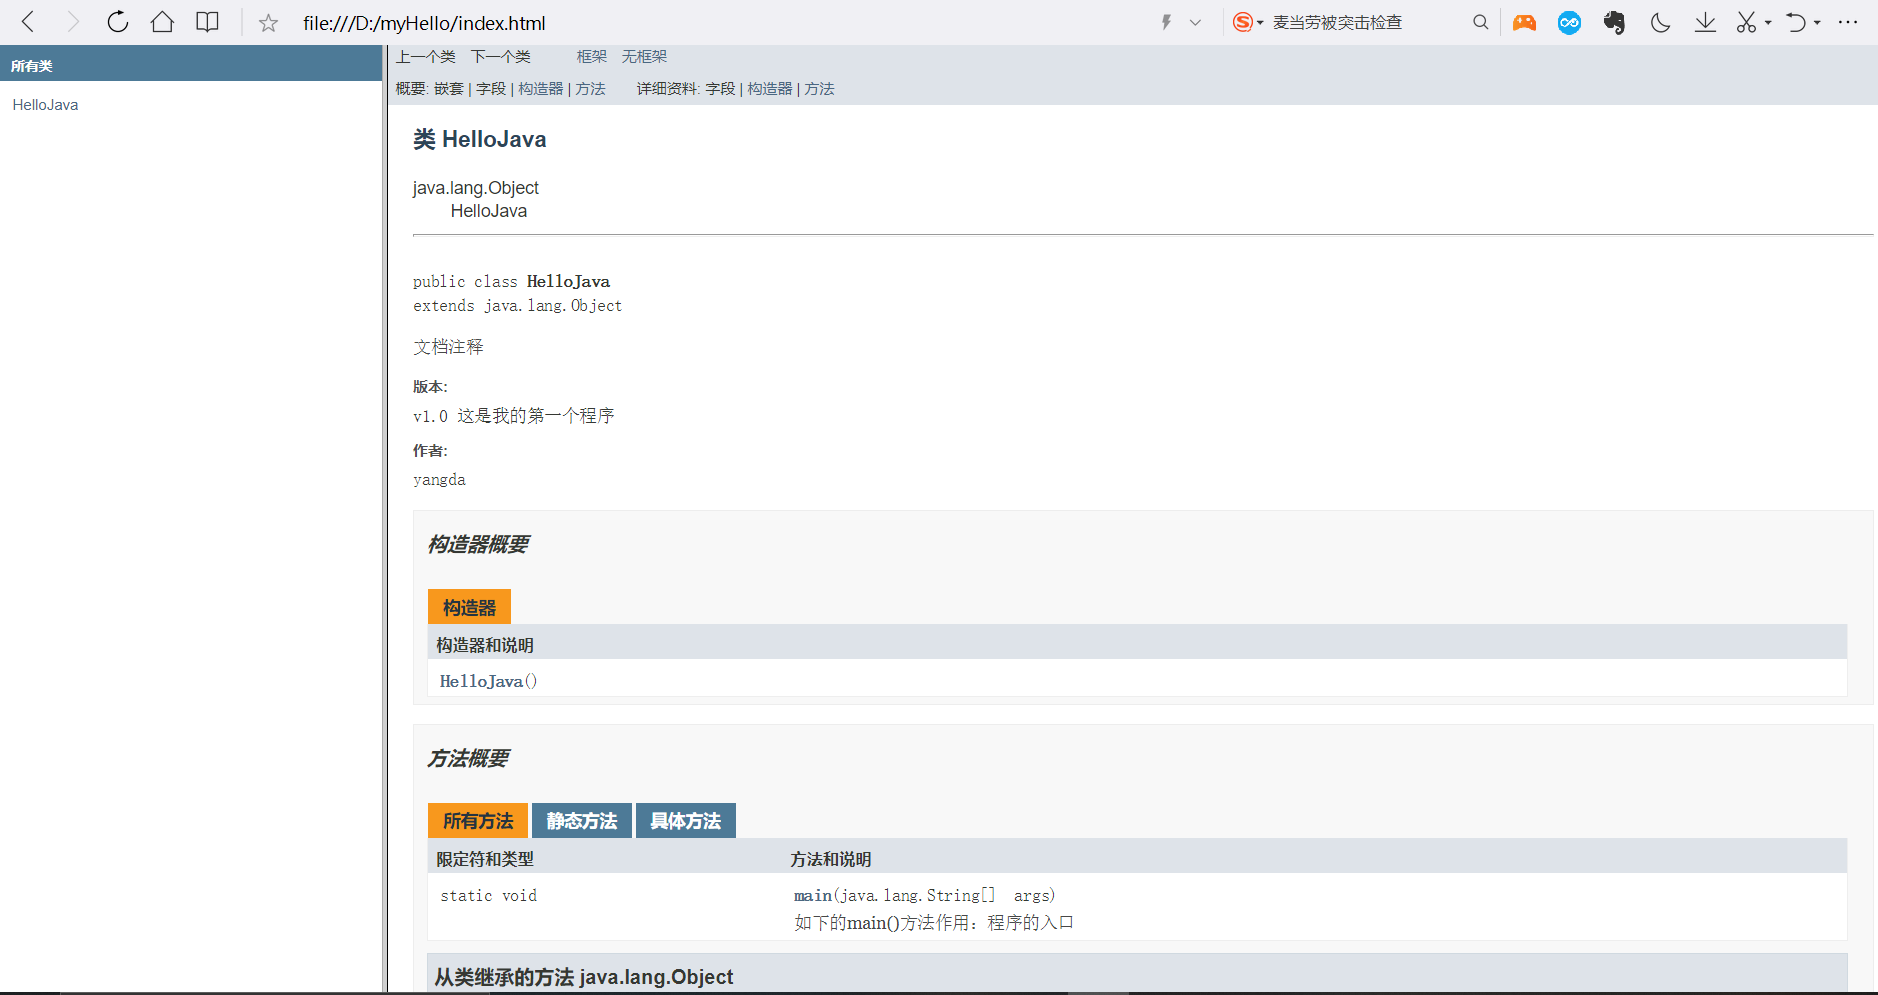 file:///D:/myHello/index.html
麦当劳被突击检查
所有类
HelloJava
上一个类 下一个类 框架 无框架
概要: 嵌套 | 字段 | 构造器 | 方法 详细资料: 字段 | 构造器 | 方法
类 HelloJava
java.lang.Object
HelloJava
public class HelloJava
extends java.lang.Object
文档注释
版本:
v1.0 这是我的第一个程序
作者:
yangda
构造器概要
构造器
构造器和说明
HelloJava()
方法概要
所有方法 静态方法 具体方法
限定符和类型 方法和说明
static void main(java.lang.String[] args)
如下的main()方法作用：程序的入口
从类继承的方法 java.lang.Object